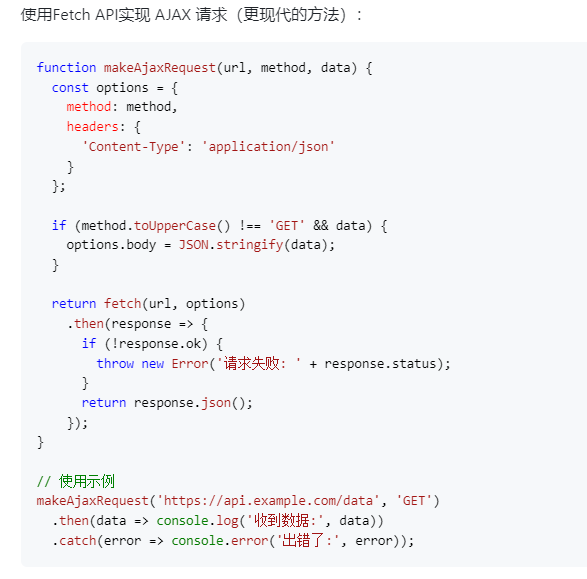 使用Fetch API实现 AJAX 请求（更现代的方法）:
function makeAjaxRequest(url, method, data) {
  const options = {
    method: method,
    headers: {
      'Content-Type': 'application/json'
    }
  };

  if (method.toUpperCase() !== 'GET' && data) {
    options.body = JSON.stringify(data);
  }

  return fetch(url, options)
    .then(response => {
      if (!response.ok) {
        throw new Error('请求失败: ' + response.status);
      }
      return response.json();
    });
}

// 使用示例
makeAjaxRequest('https://api.example.com/data', 'GET')
  .then(data => console.log('收到数据:', data))
  .catch(error => console.error('出错了:', error));